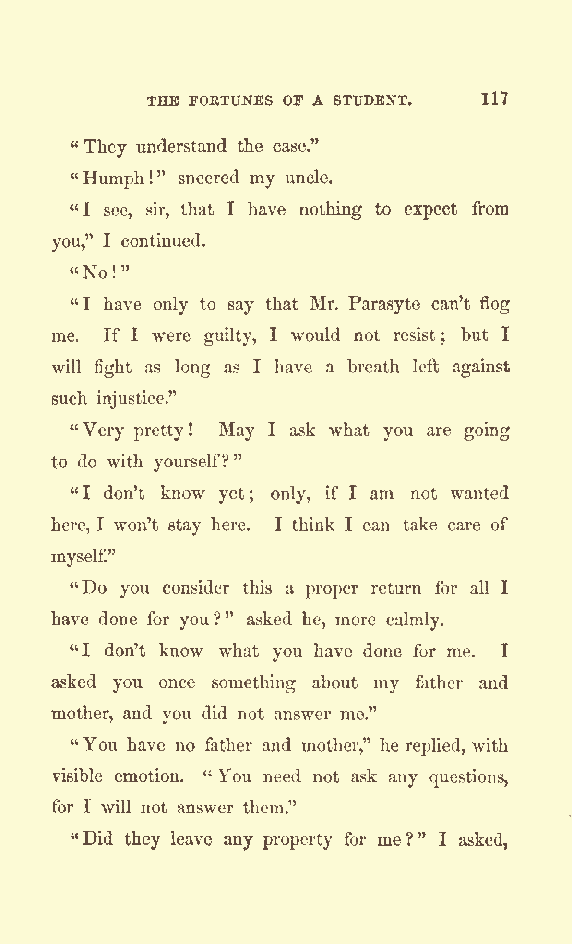 THE FORTUNES OF A STUDENT. 117
"They understand the case."
"Humph!" sneered my uncle.
"I see, sir, that I have nothing to expect from
you," I continued.
"No!"
"I have only to say that Mr. Parasyte can't flog
me. If I were guilty, I would not resist; but I
will fight as long as I have a breath left against
such injustice."
"Very pretty! May I ask what you are going
to do with yourself?"
"I don't know yet; only, if I am not wanted
here, I won't stay here. I think I can take care of
myself."
"Do you consider this a proper return for all I
have done for you?" asked he, more calmly.
"I don't know what you have done for me. I
asked you once something about my father and
mother, and you did not answer me."
"You have no father and mother," he replied, with
visible emotion. "You need not ask any questions,
for I will not answer them."
"Did they leave any property for me?" I asked,